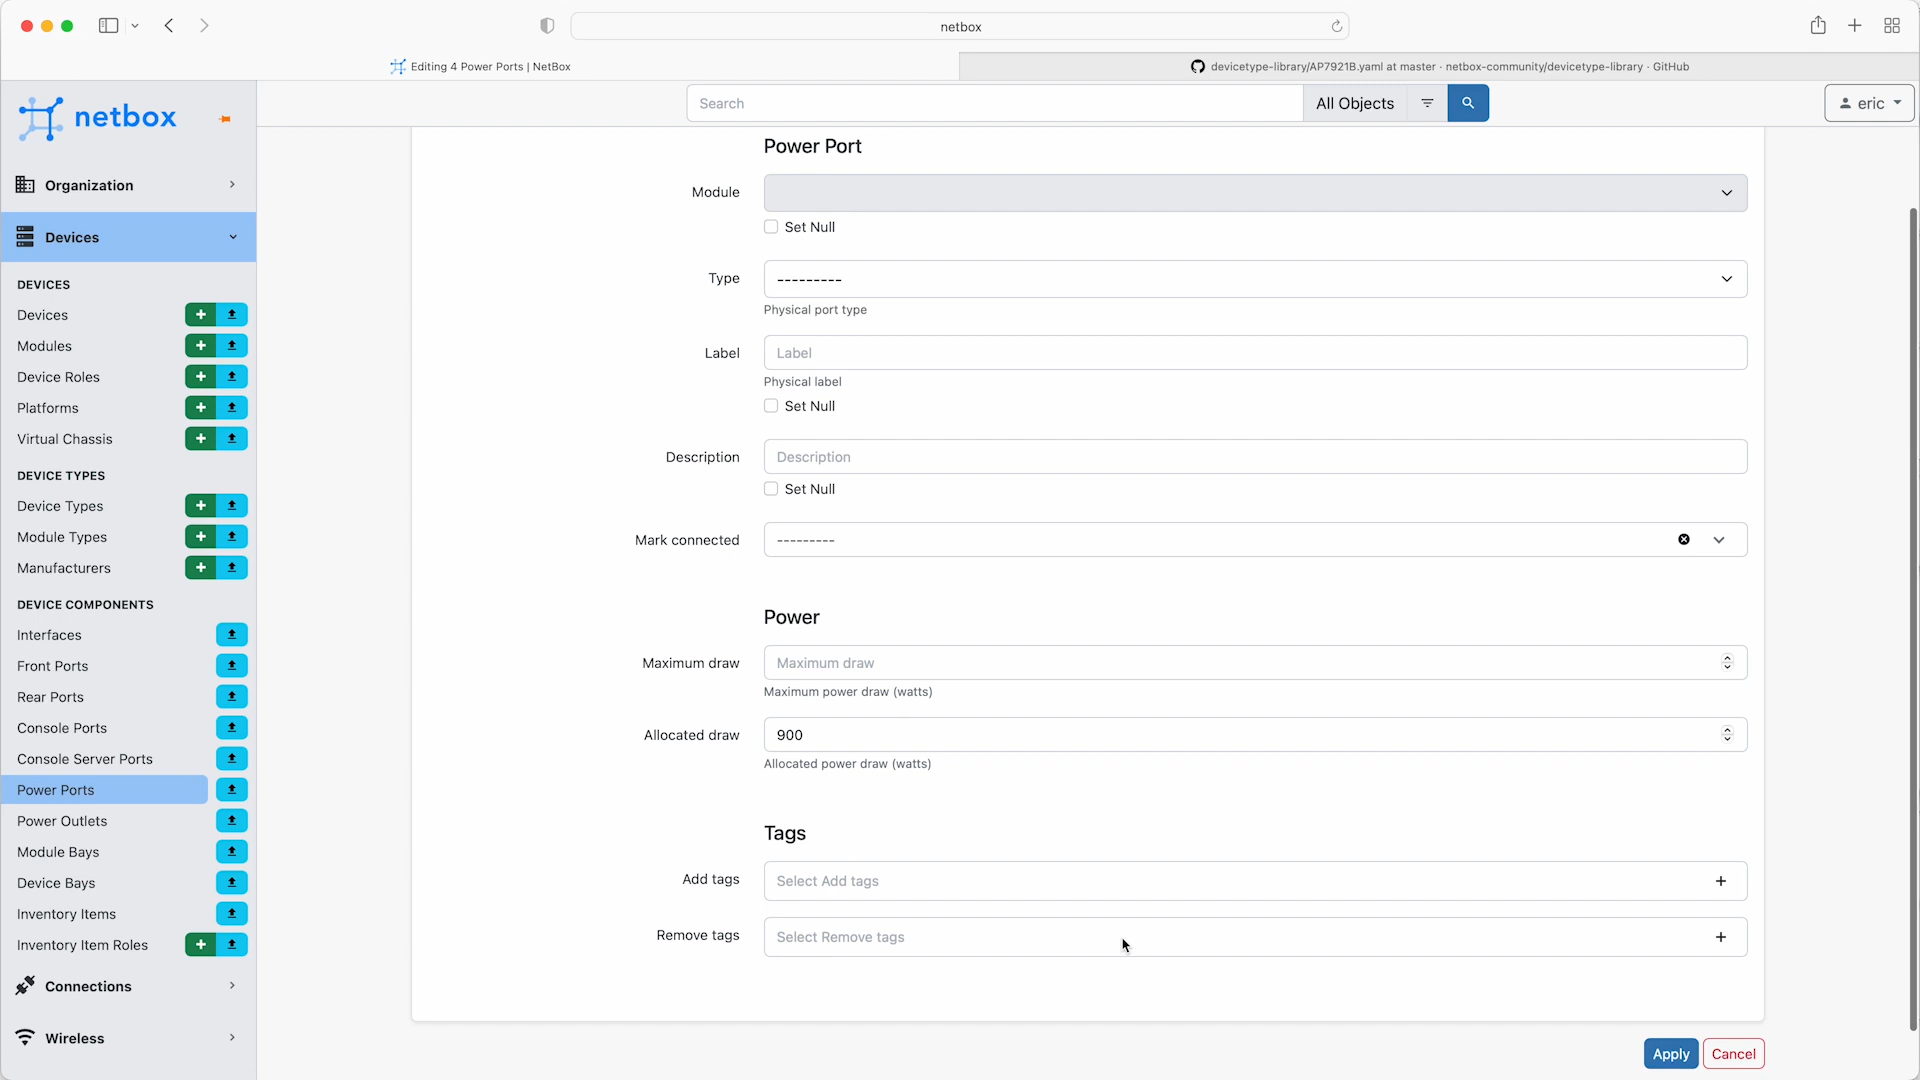 netbox
Editing 4 Power Ports | NetBox
devicetype-library/AP7921B.yaml at master · netbox-community/devicetype-library · GitHub
netbox
Search
All Objects
eric
Organization
Devices
DEVICES
Devices
Modules
Device Roles
Platforms
Virtual Chassis
DEVICE TYPES
Device Types
Module Types
Manufacturers
DEVICE COMPONENTS
Interfaces
Front Ports
Rear Ports
Console Ports
Console Server Ports
Power Ports
Power Outlets
Module Bays
Device Bays
Inventory Items
Inventory Item Roles
Connections
Wireless
Power Port
Module
Set Null
Type
---------
Physical port type
Label
Label
Physical label
Set Null
Description
Description
Set Null
Mark connected
---------
Power
Maximum draw
Maximum draw
Maximum power draw (watts)
Allocated draw
900
Allocated power draw (watts)
Tags
Add tags
Select Add tags
Remove tags
Select Remove tags
Apply
Cancel